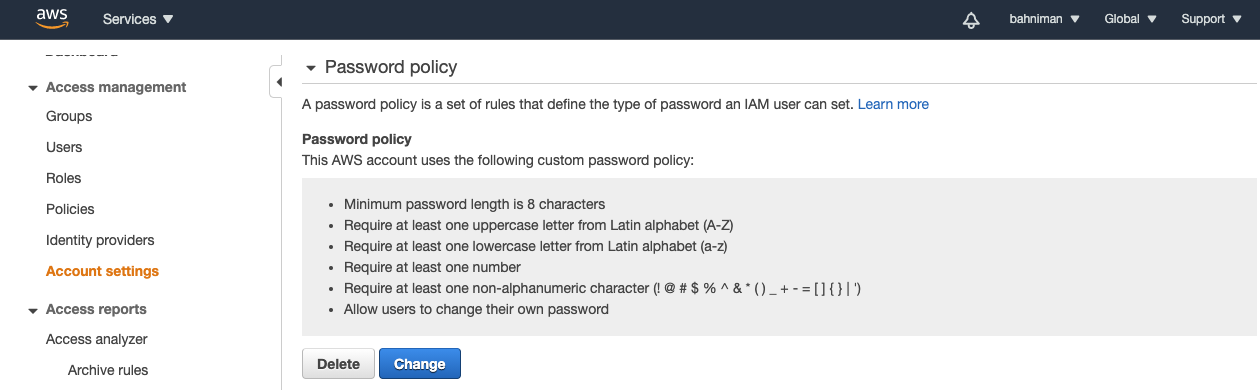 aws
Services
bahniman
Global
Support
Access management
Groups
Users
Roles
Policies
Identity providers
Account settings
Access reports
Access analyzer
Archive rules
Password policy
A password policy is a set of rules that define the type of password an IAM user can set. Learn more
Password policy
This AWS account uses the following custom password policy:
• Minimum password length is 8 characters
• Require at least one uppercase letter from Latin alphabet (A-Z)
• Require at least one lowercase letter from Latin alphabet (a-z)
• Require at least one number
• Require at least one non-alphanumeric character (! @ # $ % ^ & * ( ) _ + - = [ ] { } | ')
• Allow users to change their own password
Delete
Change